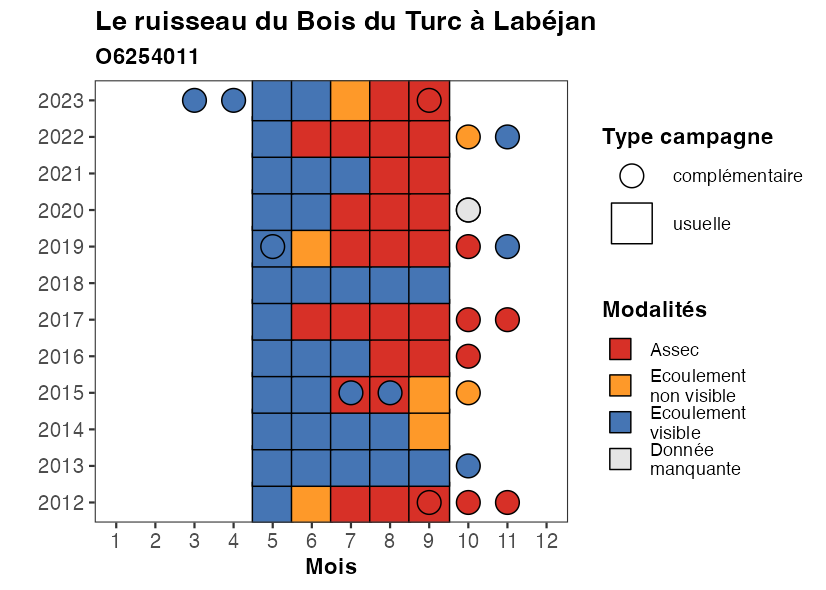 Le ruisseau du Bois du Turc à Labéjan
O6254011
2023
2022
2021
2020
2019
2018
2017
2016
2015
2014
2013
2012
1 2 3 4 5 6 7 8 9 10 11 12
Mois
Type campagne
complémentaire
usuelle
Modalités
Assec
Ecoulement
non visible
Ecoulement
visible
Donnée
manquante